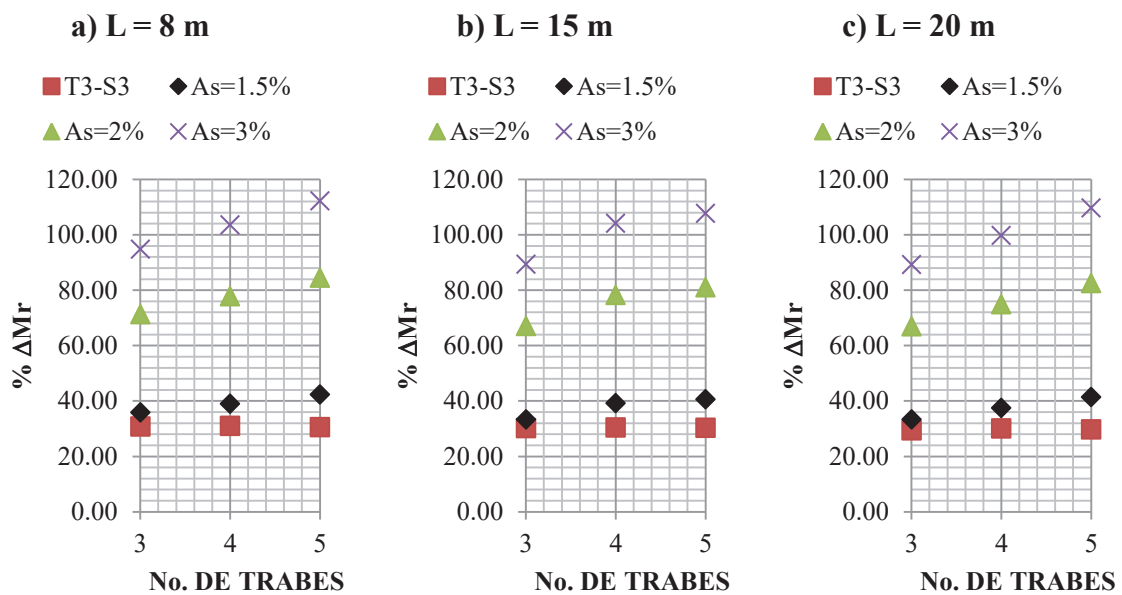 a) L = 8 m
T3-S3 As=1.5%
As=2% As=3%
120.00
100.00
80.00
60.00
40.00
20.00
0.00
% ΔMr
3 4 5
No. DE TRABES
b) L = 15 m
T3-S3 As=1.5%
As=2% As=3%
120.00
100.00
80.00
60.00
40.00
20.00
0.00
% ΔMr
3 4 5
No. DE TRABES
c) L = 20 m
T3-S3 As=1.5%
As=2% As=3%
120.00
100.00
80.00
60.00
40.00
20.00
0.00
% ΔMr
3 4 5
No. DE TRABES